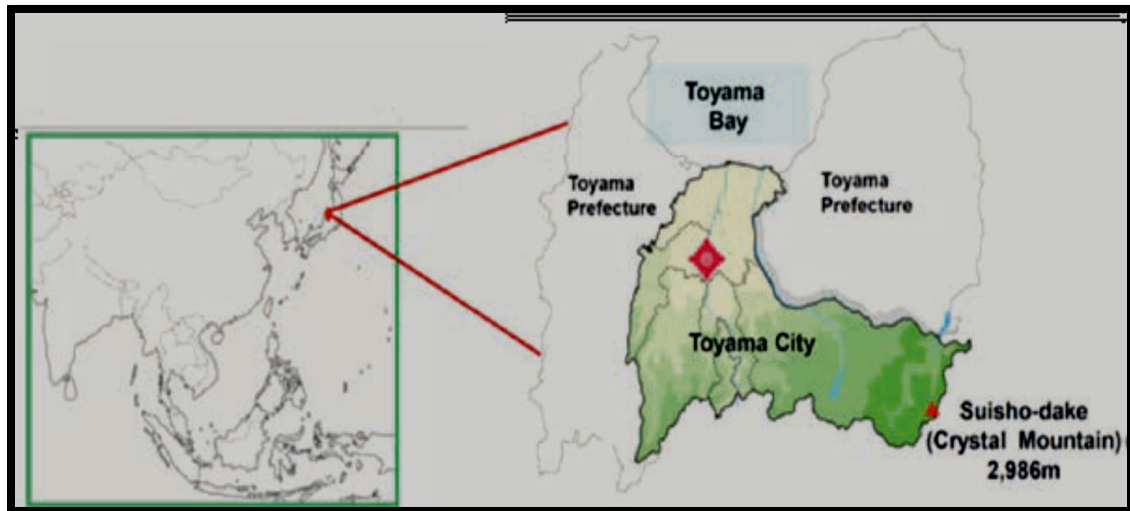 Toyama
Bay
Toyama
Prefecture
Toyama
Prefecture
Toyama City
Suisho-dake
(Crystal Mountain)
2,986m